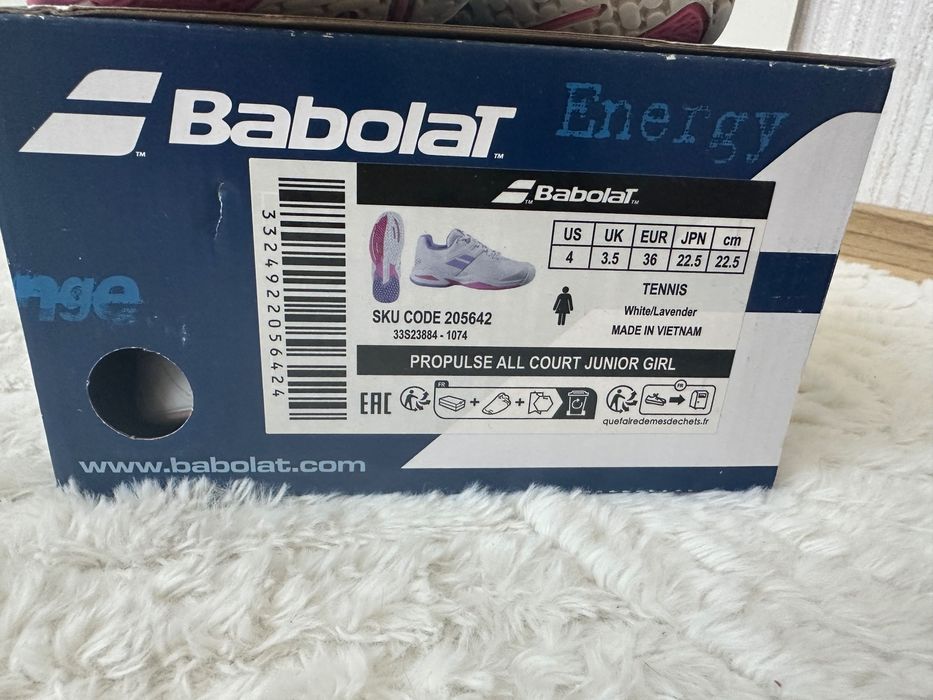 BABOLAT
Energy
nge
BABOLAT
US UK EUR JPN cm
4 3.5 36 22.5 22.5
TENNIS
White/Lavender
MADE IN VIETNAM
SKU CODE 205642
33S23884 - 1074
PROPULSE ALL COURT JUNIOR GIRL
3324922056424
EAC
FR
FR
quefairedemesdechets.fr
www.babolat.com